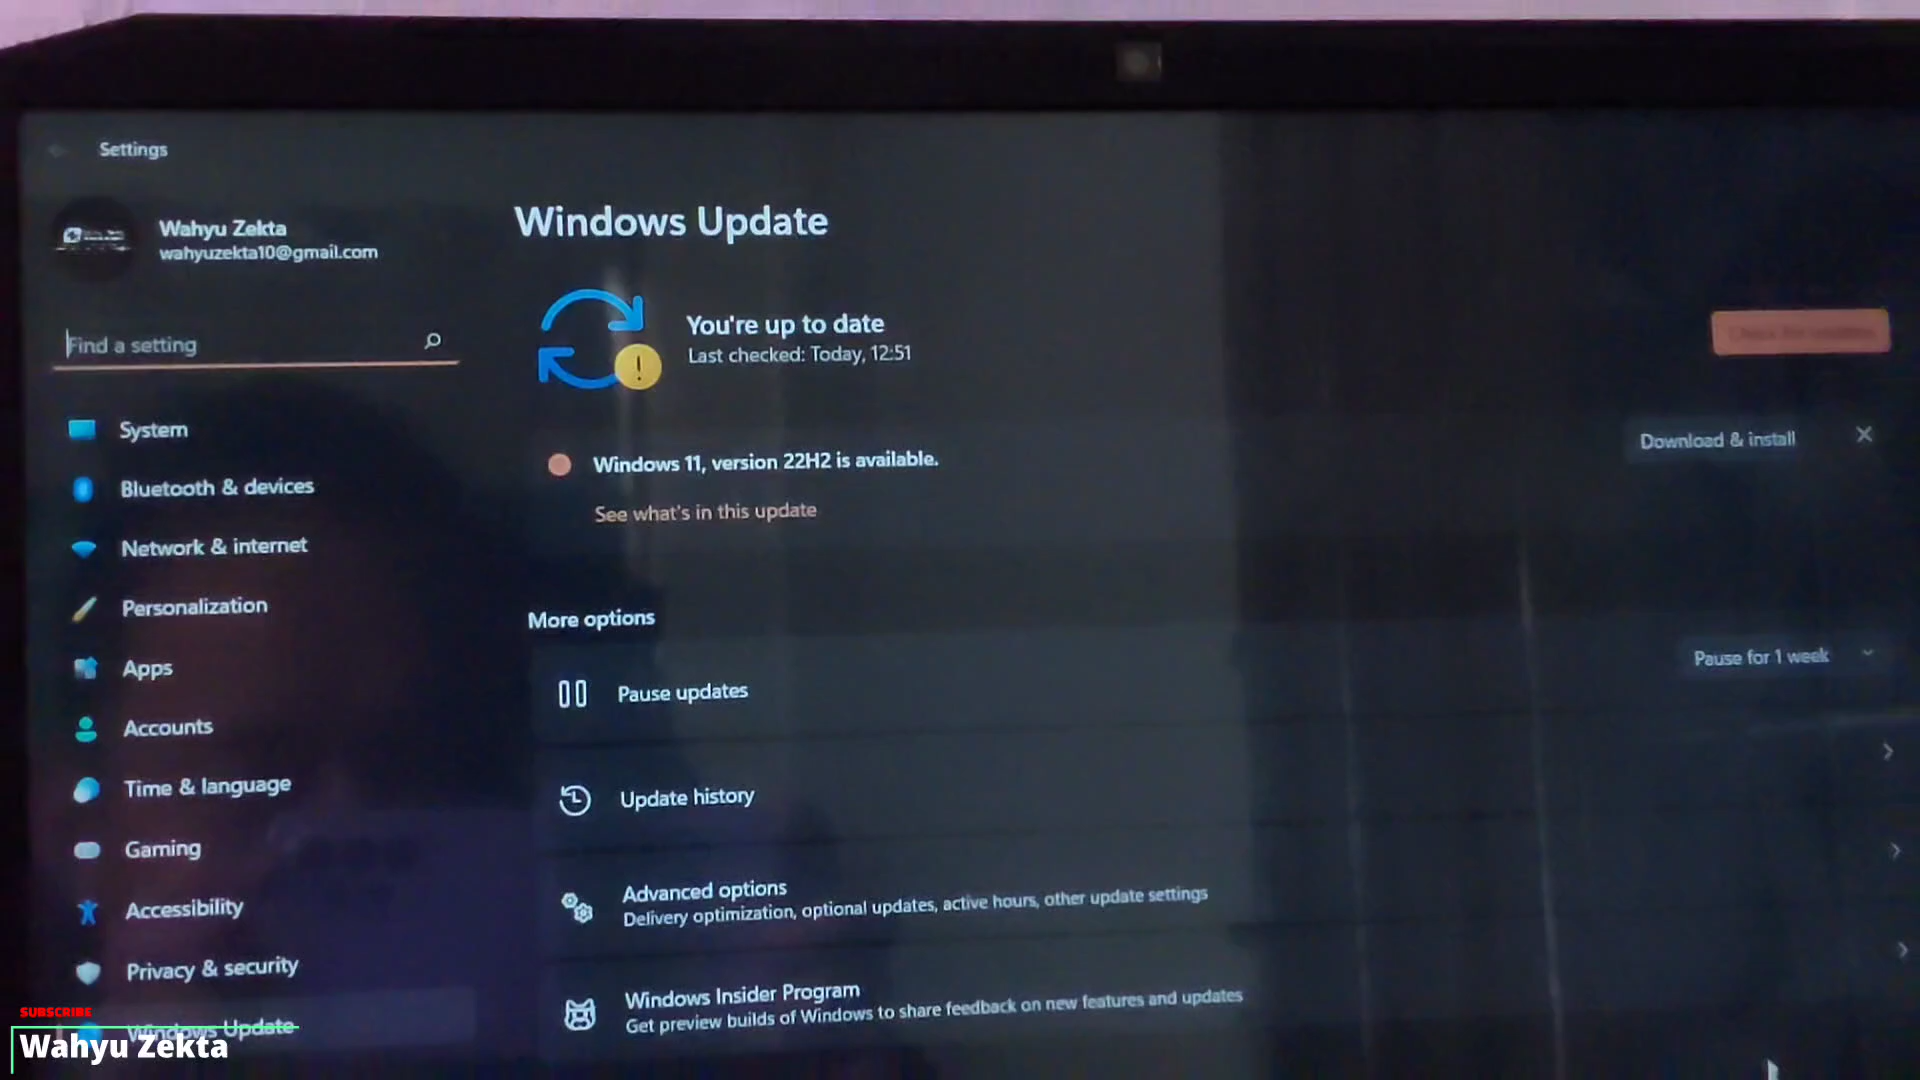 Settings
Wahyu Zekta
wahyuzekta10@gmail.com
Find a setting
System
Bluetooth & devices
Network & internet
Personalization
Apps
Accounts
Time & language
Gaming
Accessibility
Privacy & security
Windows Update
Windows Update
You're up to date
Last checked: Today, 12:51
Windows 11, version 22H2 is available.
Download & install
See what's in this update
More options
Pause updates
Pause for 1 week
Update history
Advanced options
Delivery optimization, optional updates, active hours, other update settings
Windows Insider Program
Get preview builds of Windows to share feedback on new features and updates
SUBSCRIBE
Wahyu Zekta